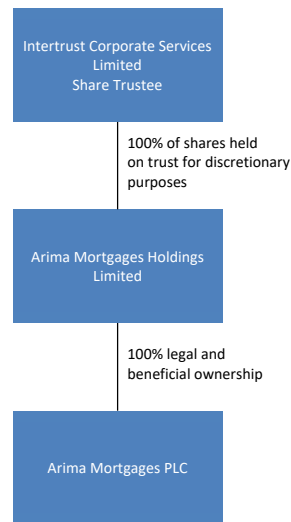 Intertrust Corporate Services
Limited
Share Trustee
100% of shares held
on trust for discretionary
purposes
Arima Mortgages Holdings
Limited
100% legal and
beneficial ownership
Arima Mortgages PLC